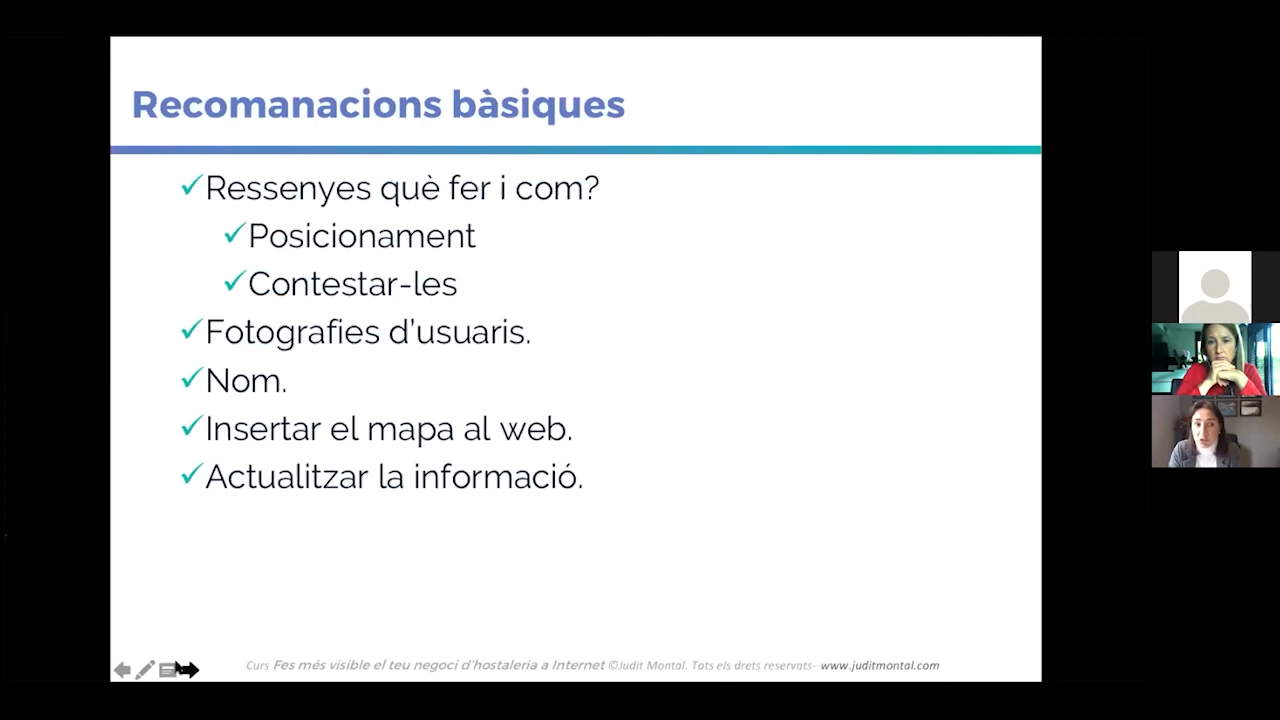 Recomanacions bàsiques
Ressenyes què fer i com?
Posicionament
Contestar-les
Fotografies d'usuaris.
Nom.
Insertar el mapa al web.
Actualitzar la informació.
Curs Fes més visible el teu negoci d'hostaleria a Internet ©Judit Montal. Tots els drets reservats--www.juditmontal.com